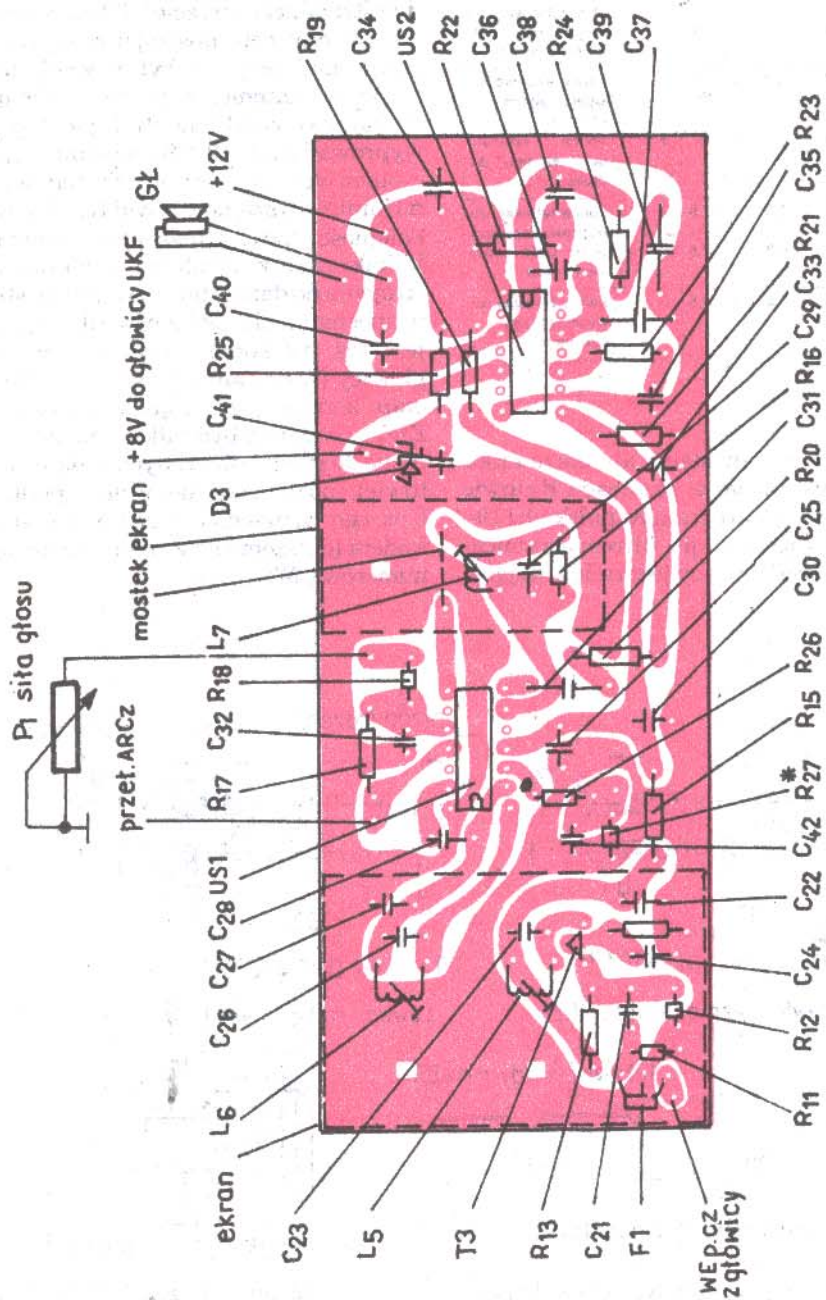 P1 siła głosu
przeł. ARCz
R17
C32
R18
L7
mostek ekran
D3
+8V do głowicy UKF
C41
R25
C40
GŁ
+12V
ekran
L6
C26
C27
C28
US1
R19
C34
US2
R22
C36
C38
R24
C39
C37
C23
L5
T3
R13
C21
F1
WE p.cz
z głowicy
R11
R12
C24
C22
C42
R27*
R15
R26
C30
C25
R20
C31
R16
C29
C33
R21
C35
R23